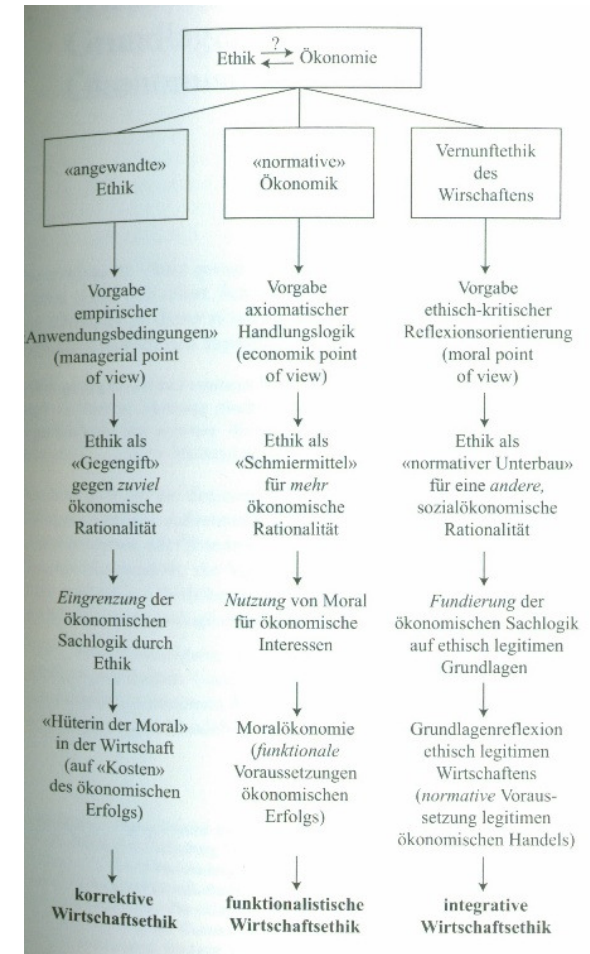 ?
Ethik ⇄ Ökonomie
«angewandte»
Ethik
Vorgabe
empirischer
Anwendungsbedingungen»
(managerial point
of view)
Ethik als
«Gegengift»
gegen zuviel
ökonomische
Rationalität
Eingrenzung der
ökonomischen
Sachlogik durch
Ethik
«Hüterin der Moral»
in der Wirtschaft
(auf «Kosten»
des ökonomischen
Erfolgs)
korrektive
Wirtschaftsethik
«normative»
Ökonomik
Vorgabe
axiomatischer
Handlungslogik
(economik point
of view)
Ethik als
«Schmiermittel»
für mehr
ökonomische
Rationalität
Nutzung von Moral
für ökonomische
Interessen
Moralökonomie
(funktionale
Voraussetzungen
ökonomischen
Erfolgs)
funktionalistische
Wirtschaftsethik
Vernunftethik
des
Wirschaftens
Vorgabe
ethisch-kritischer
Reflexionsorientierung
(moral point
of view)
Ethik als
«normativer Unterbau»
für eine andere,
sozialökonomische
Rationalität
Fundierung der
ökonomischen Sachlogik
auf ethisch legitimen
Grundlagen
Grundlagenreflexion
ethisch legitimen
Wirtschaftens
(normative Voraus-
setzung legitimen
ökonomischen Handels)
integrative
Wirtschaftsethik